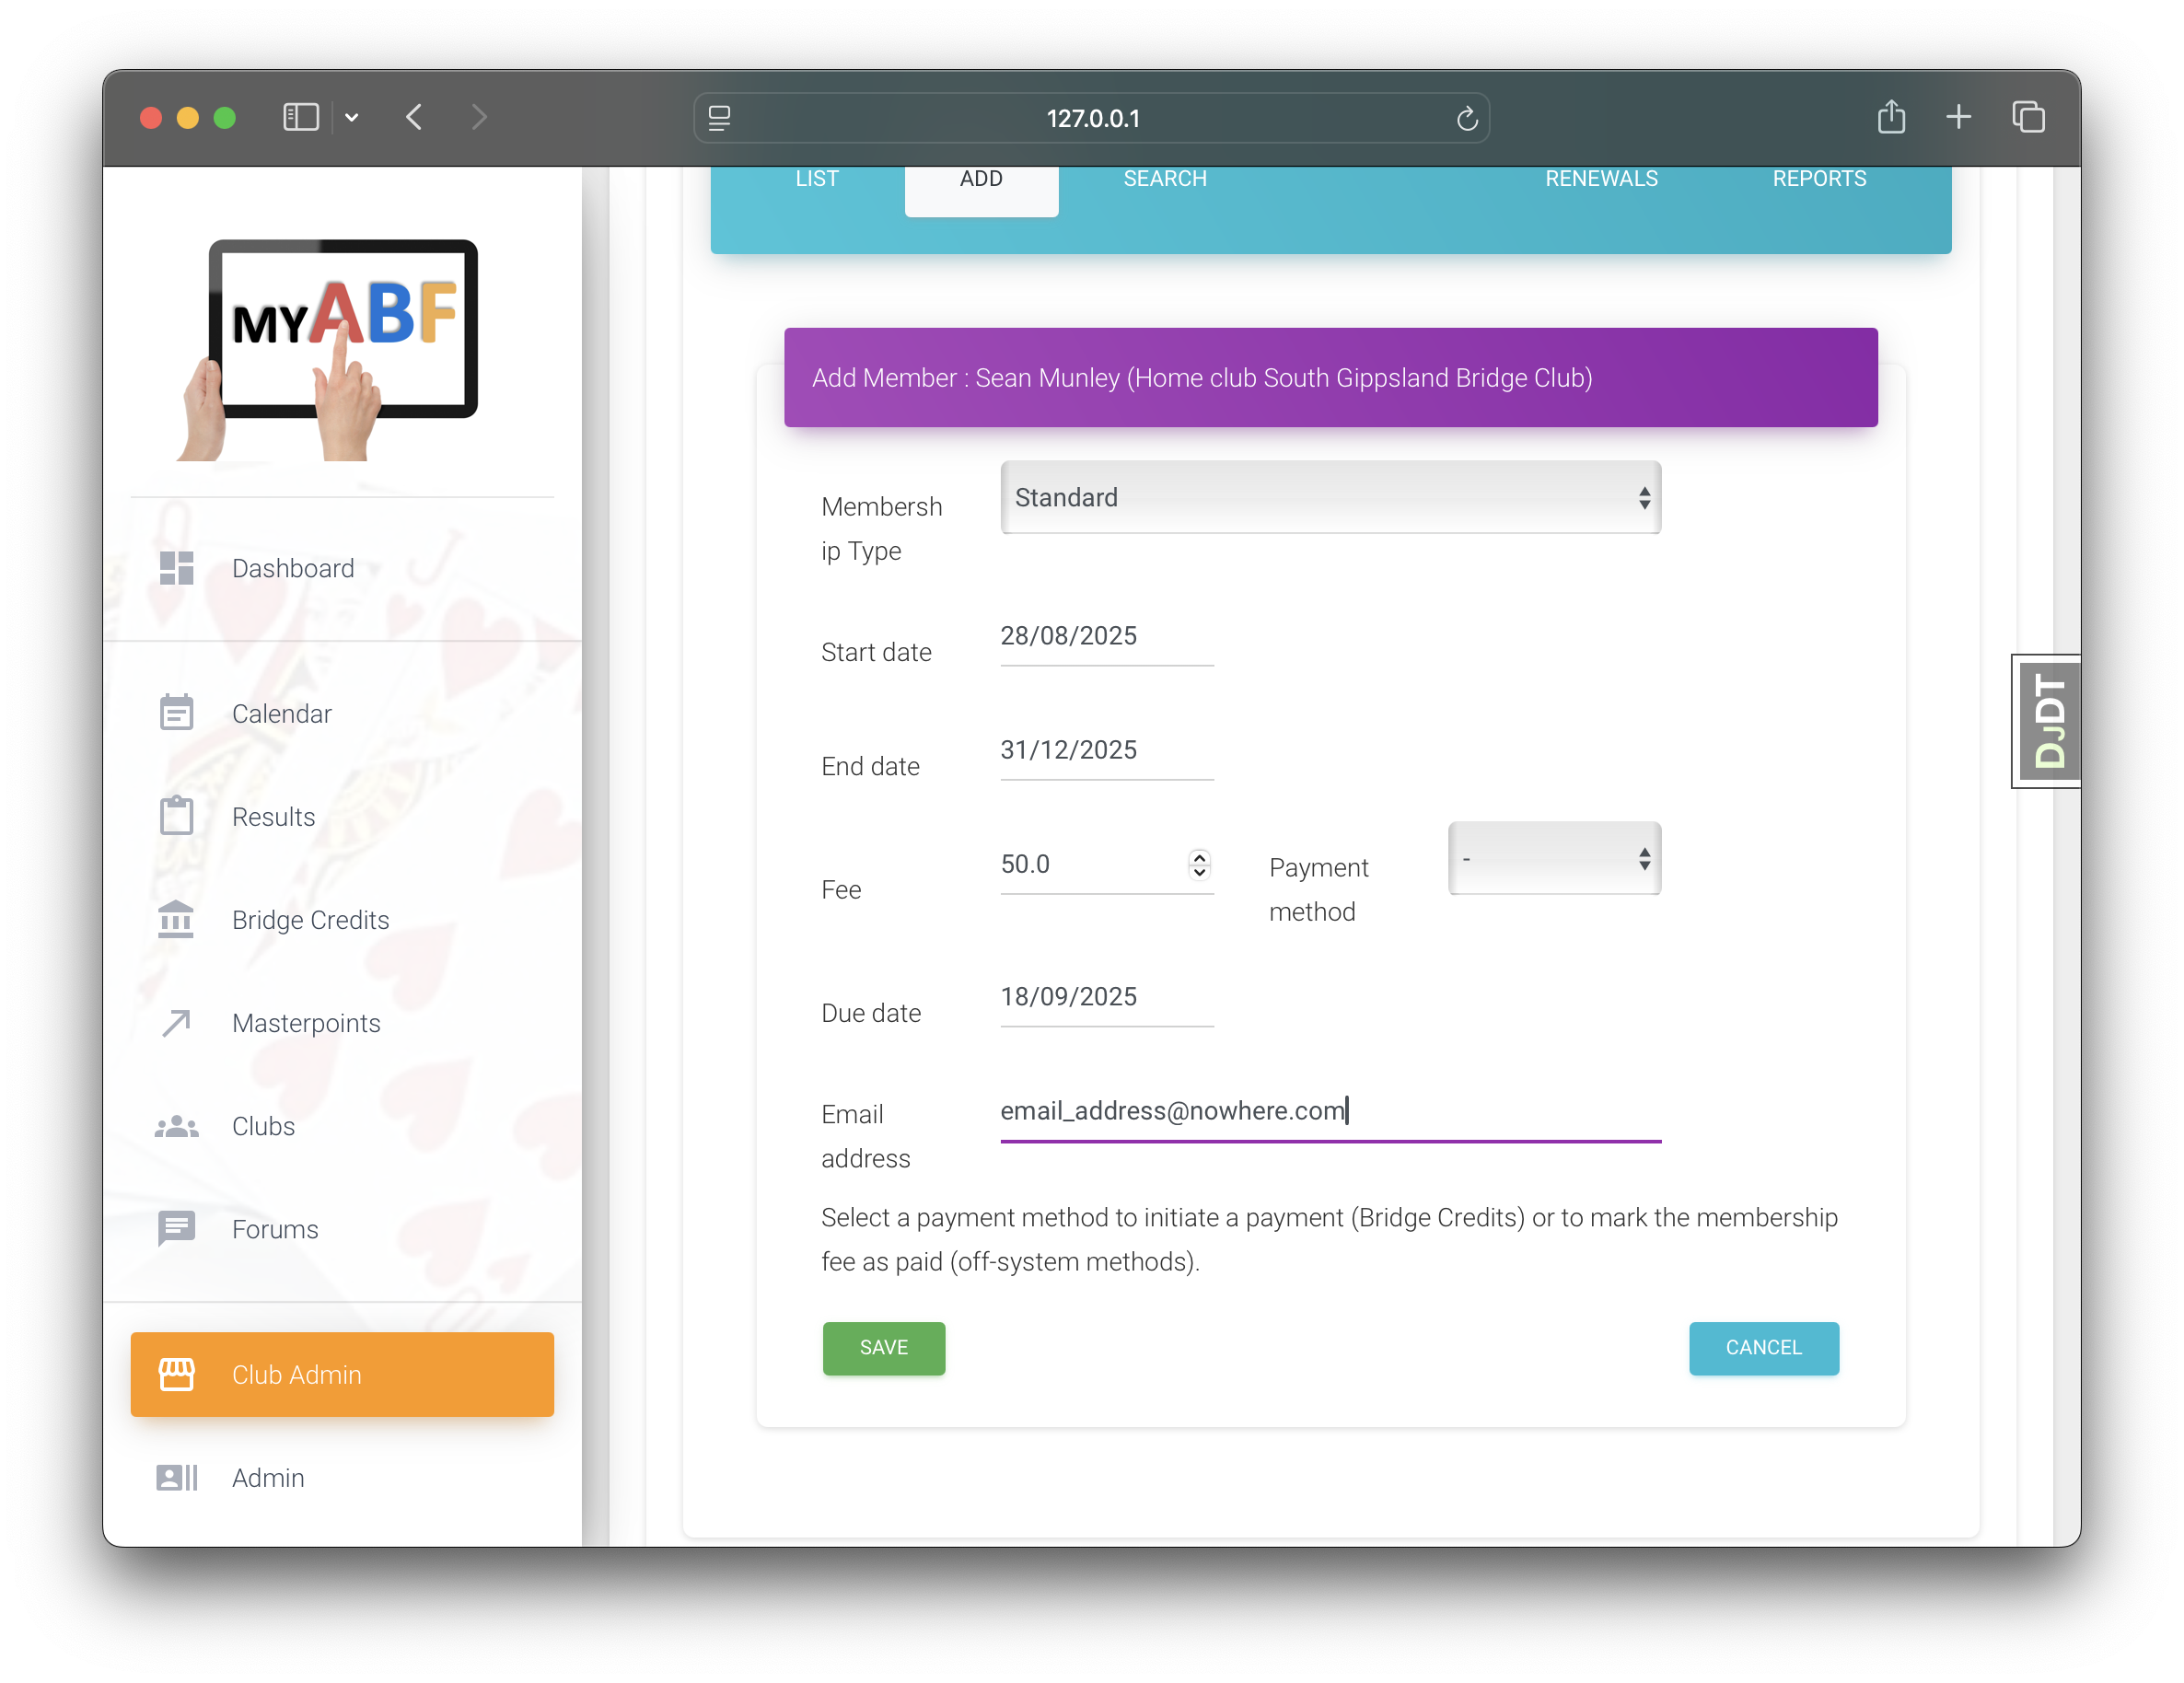 127.0.0.1
LIST ADD SEARCH RENEWALS REPORTS
MYABF
Add Member : Sean Munley (Home club South Gippsland Bridge Club)
Membersh
ip Type
Standard
Dashboard
Start date 28/08/2025
Calendar
End date 31/12/2025
Results
Fee 50.0
Payment
method
-
Bridge Credits
Due date 18/09/2025
Masterpoints
Email
address
email_address@nowhere.com
Clubs
Select a payment method to initiate a payment (Bridge Credits) or to mark the membership
fee as paid (off-system methods).
Forums
SAVE CANCEL
Club Admin
Admin
DJDT